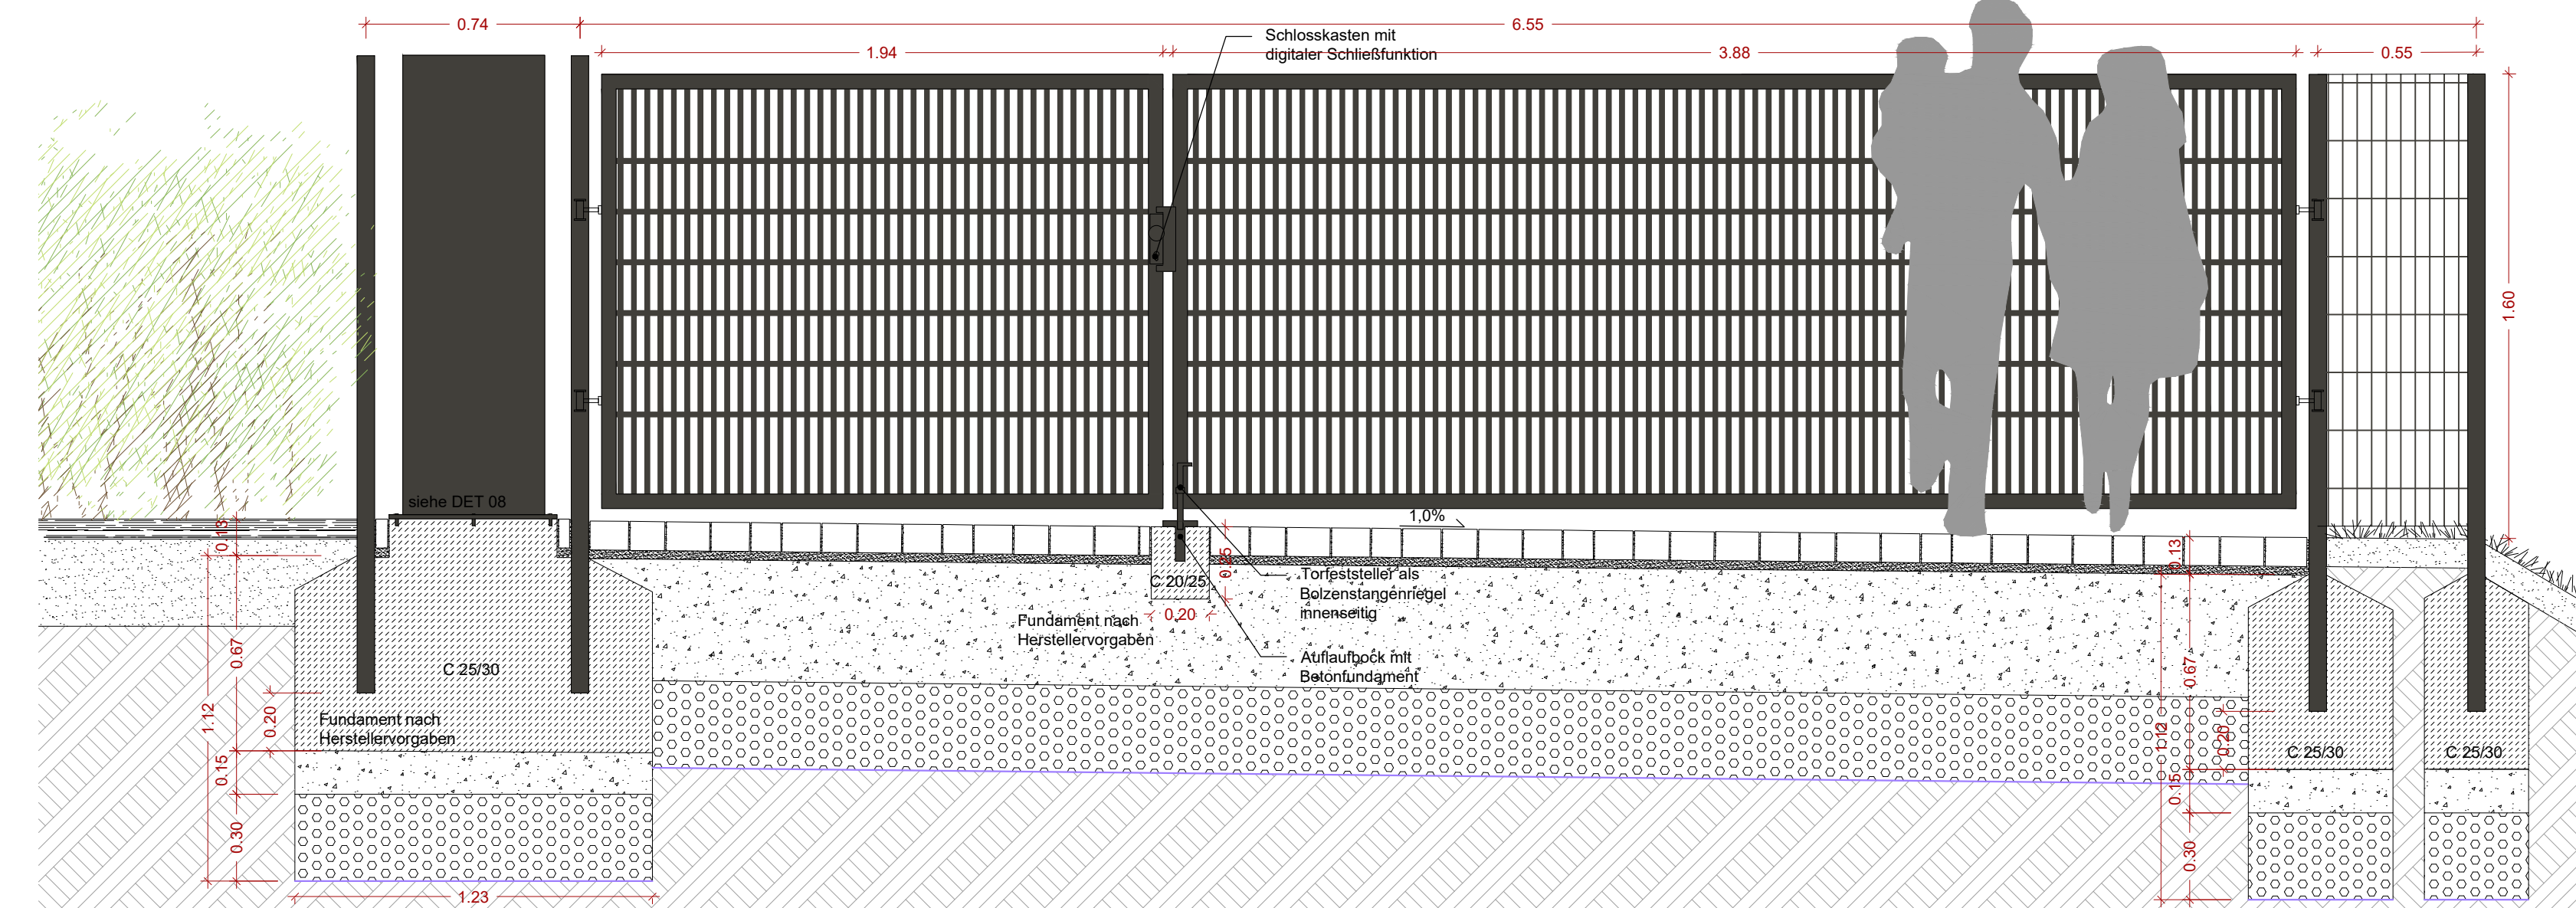 0.74
6.55
Schlosskasten mit
digitaler Schließfunktion
1.94
3.88
0.55
1.60
siehe DET 08
1,0%
0.13
0.67
1.12
0.20
0.15
0.30
1.23
C 25/30
Fundament nach
Herstellervorgaben
C 20/25
0.25
0.20
Fundament nach
Herstellervorgaben
Torfeststeller als
Bolzenstangenriegel
innenseitig
Auflaufbock mit
Betonfundament
0.13
0.67
1.12
0.20
0.15
0.30
C 25/30
C 25/30